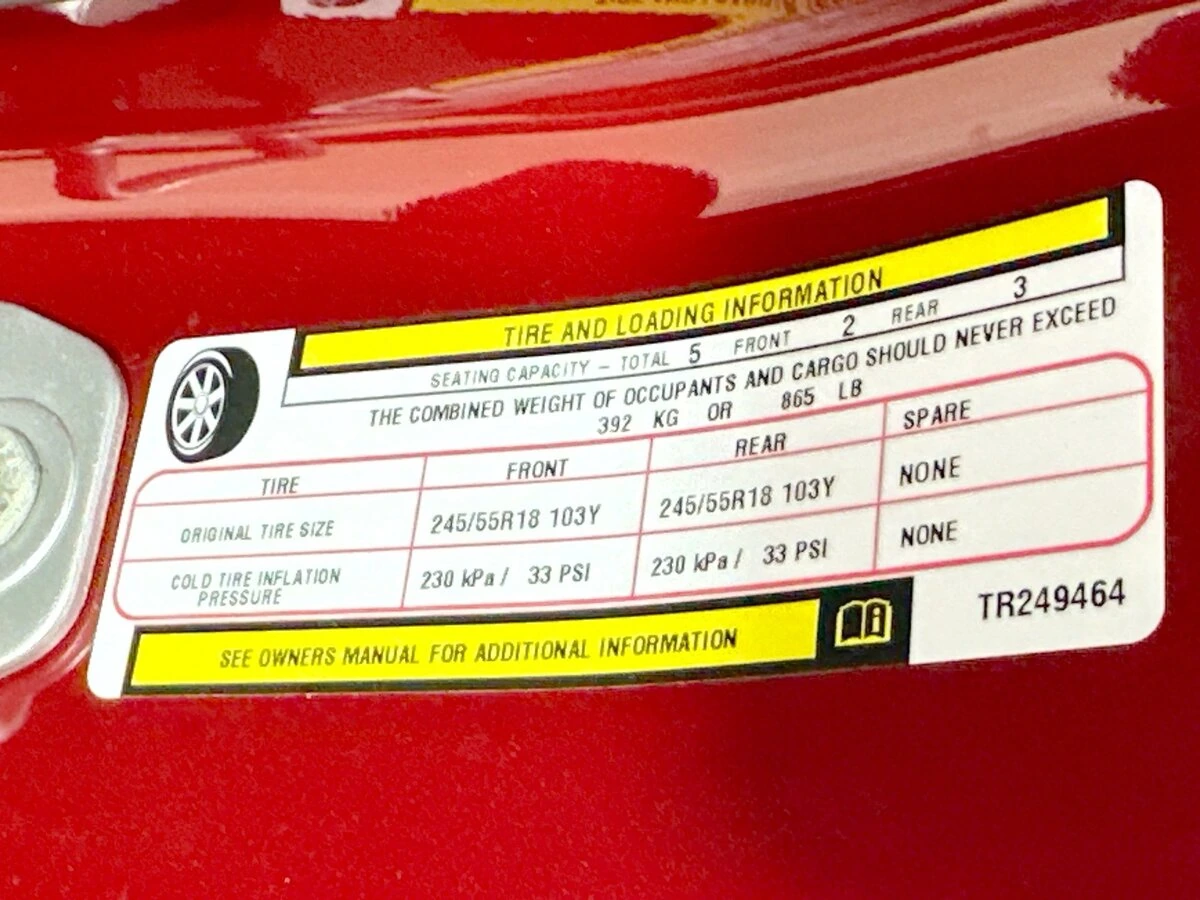 TIRE AND LOADING INFORMATION
SEATING CAPACITY – TOTAL 5 FRONT 2 REAR 3
THE COMBINED WEIGHT OF OCCUPANTS AND CARGO SHOULD NEVER EXCEED
392 KG OR 865 LB
TIRE FRONT REAR SPARE
ORIGINAL TIRE SIZE 245/55R18 103Y 245/55R18 103Y NONE
COLD TIRE INFLATION
PRESSURE 230 kPa / 33 PSI 230 kPa / 33 PSI NONE
SEE OWNERS MANUAL FOR ADDITIONAL INFORMATION
TR249464